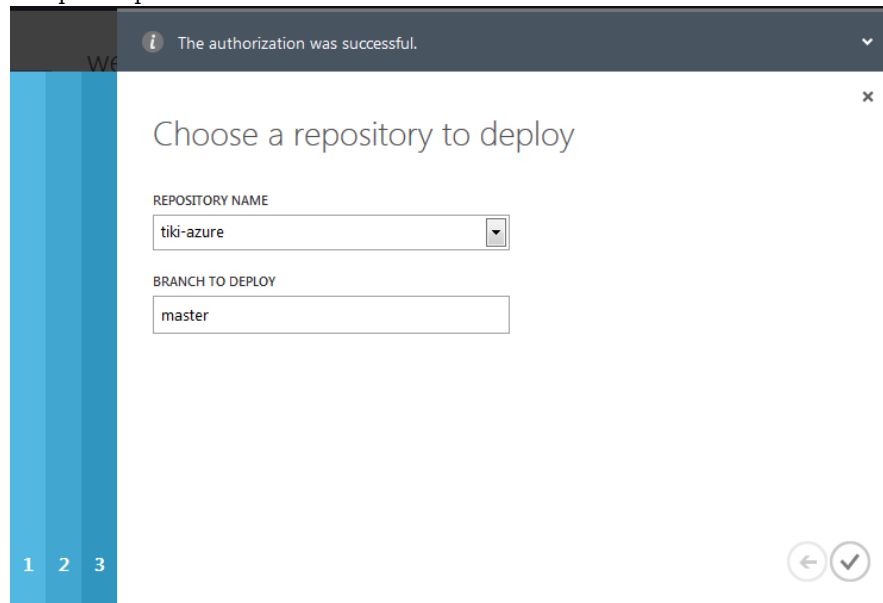 The authorization was successful.
we
Choose a repository to deploy
REPOSITORY NAME
tiki-azure
BRANCH TO DEPLOY
master
1 2 3